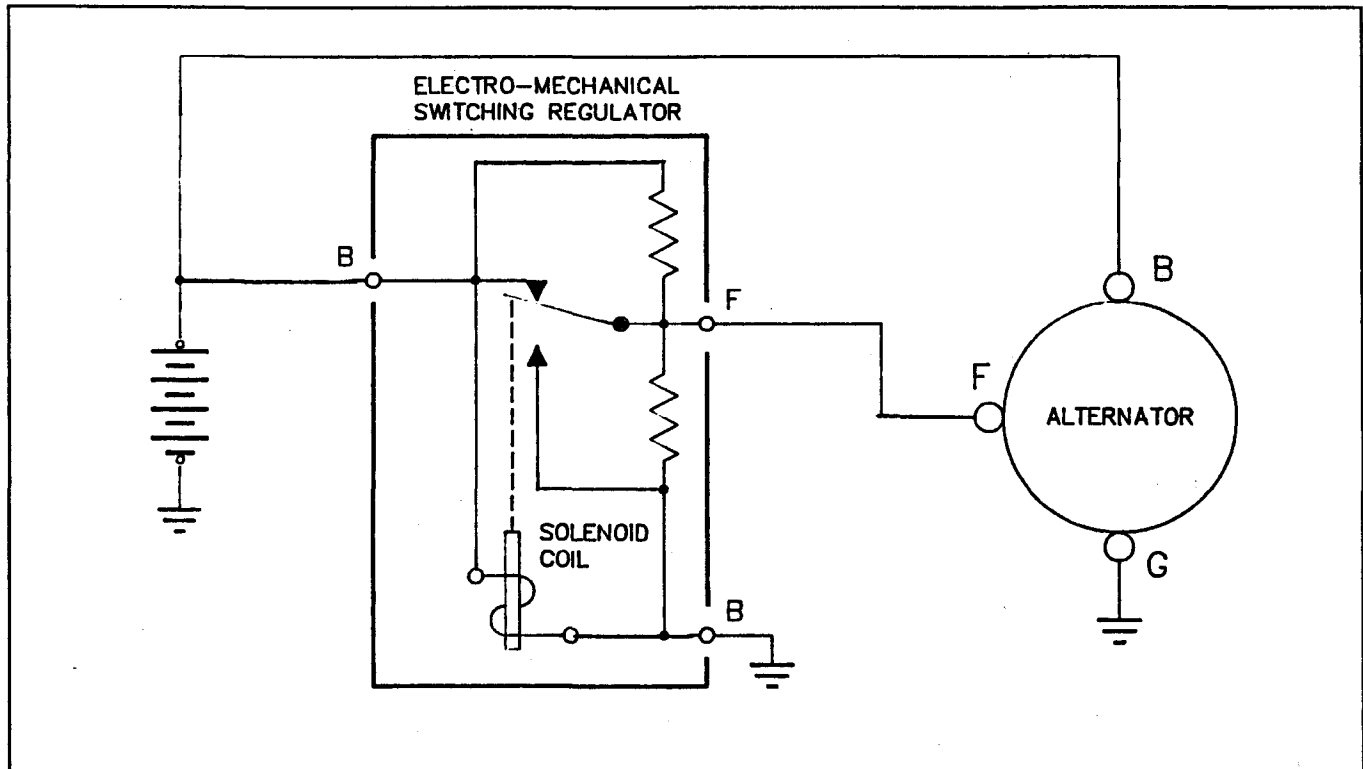 ELECTRO-MECHANICAL
SWITCHING REGULATOR
B
F
B
F
ALTERNATOR
SOLENOID
COIL
B
G